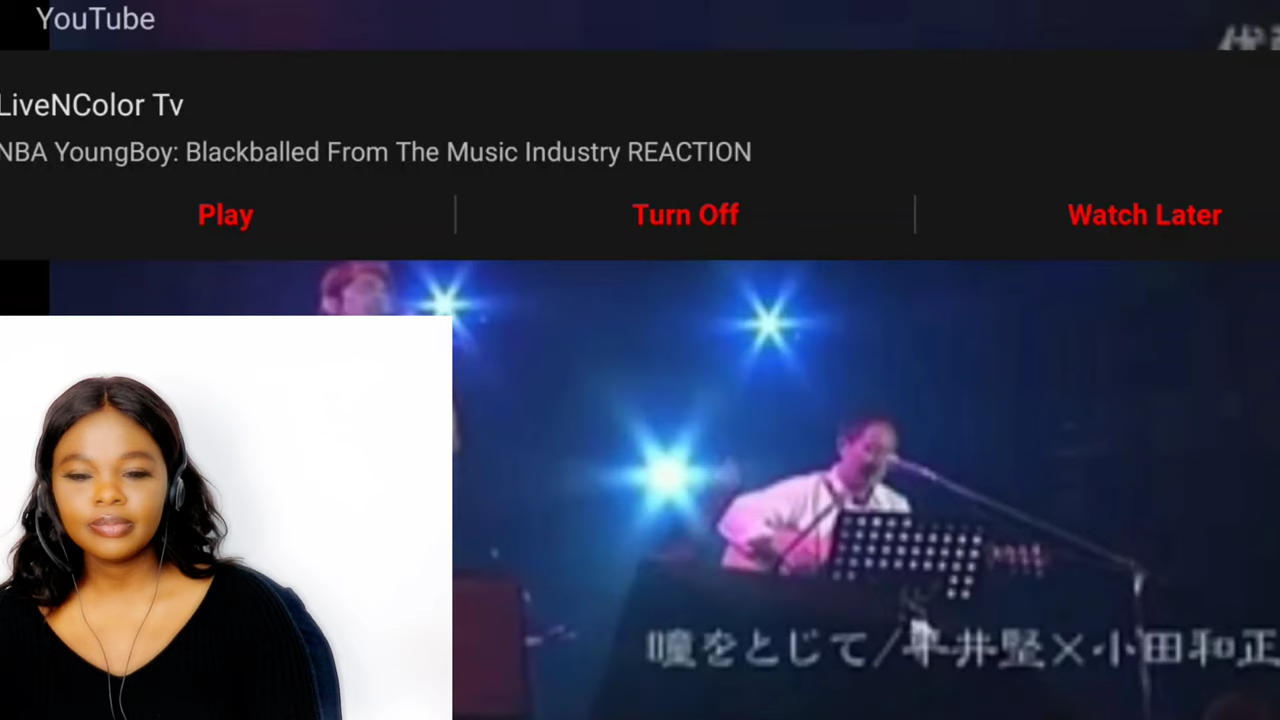 YouTube
LiveNColor Tv
NBA YoungBoy: Blackballed From The Music Industry REACTION
Play
Turn Off
Watch Later
瞳をとじて/平井堅×小田和正